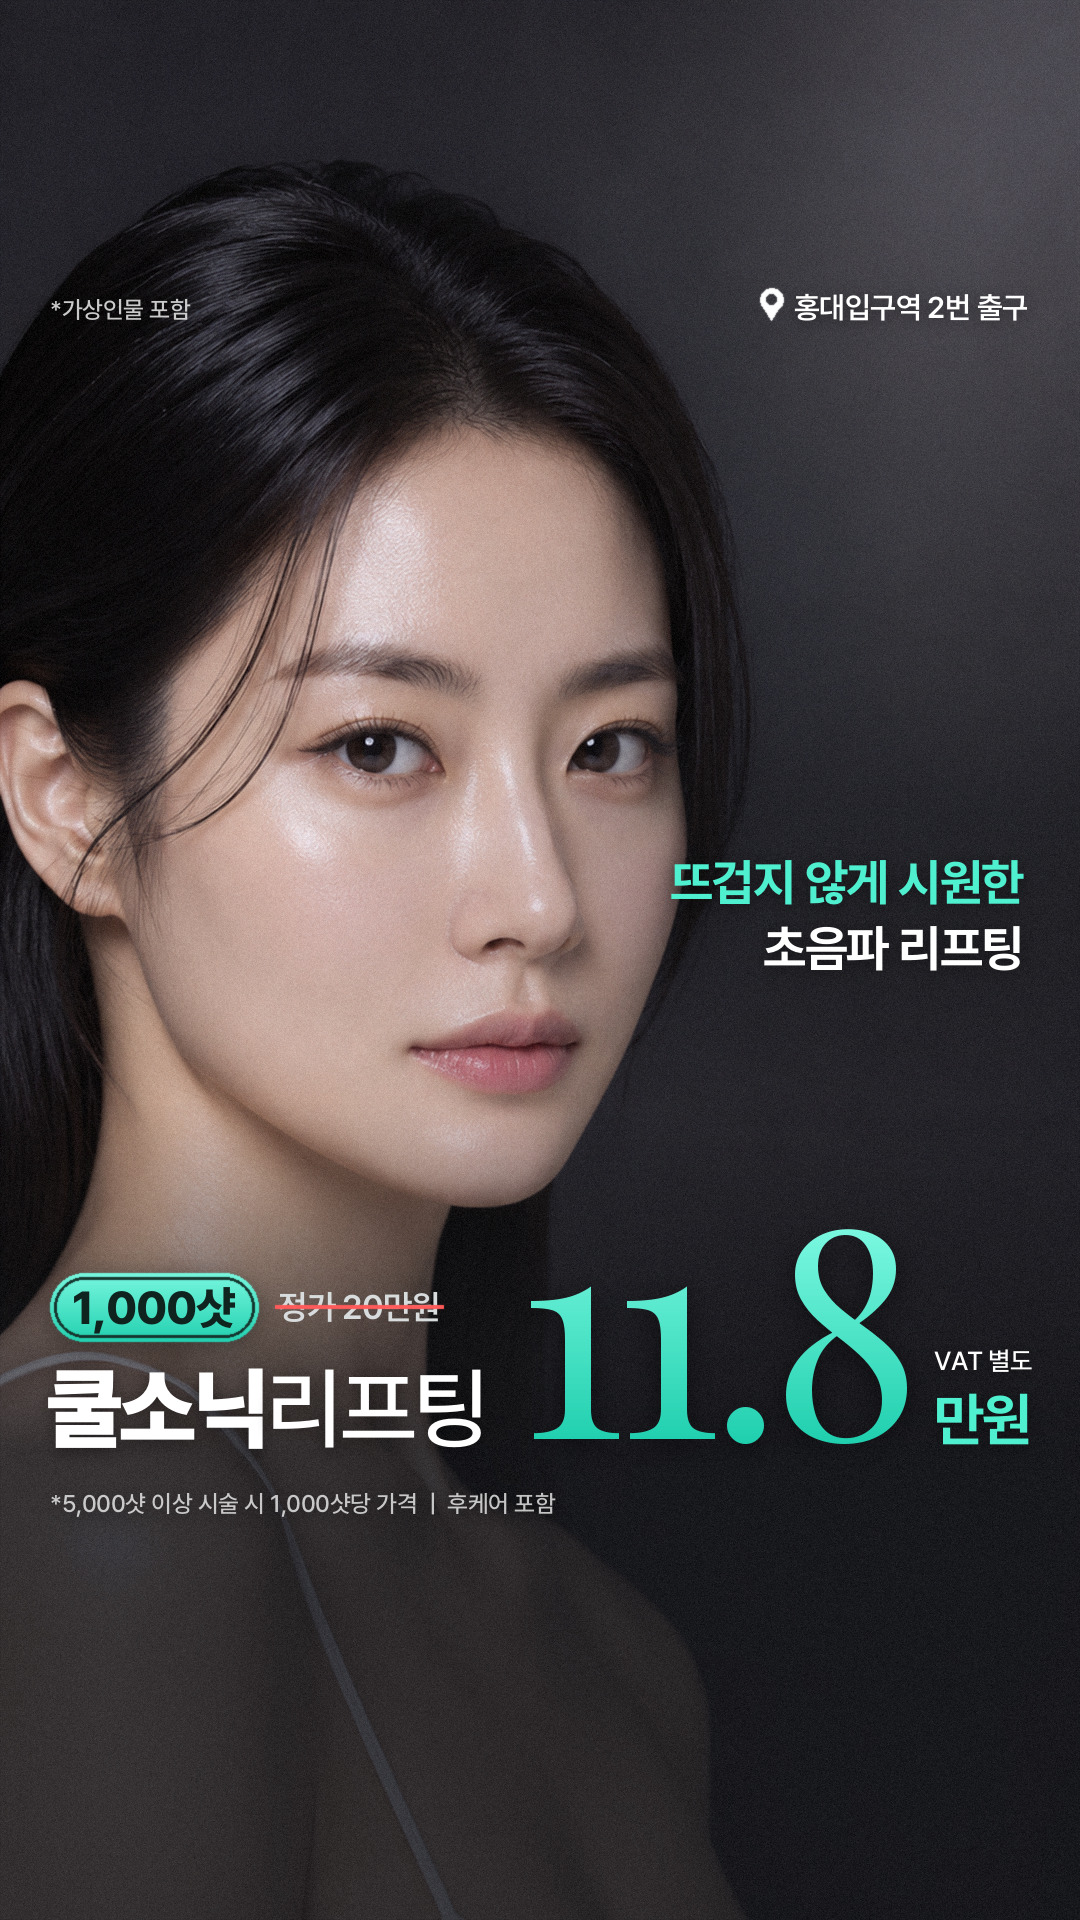 *가상인물 포함
홍대입구역 2번 출구
뜨겁지 않게 시원한
초음파 리프팅
1,000샷 정가 20만원
쿨소닉리프팅
11.8
VAT 별도
만원
*5,000샷 이상 시술 시 1,000샷당 가격 | 후케어 포함